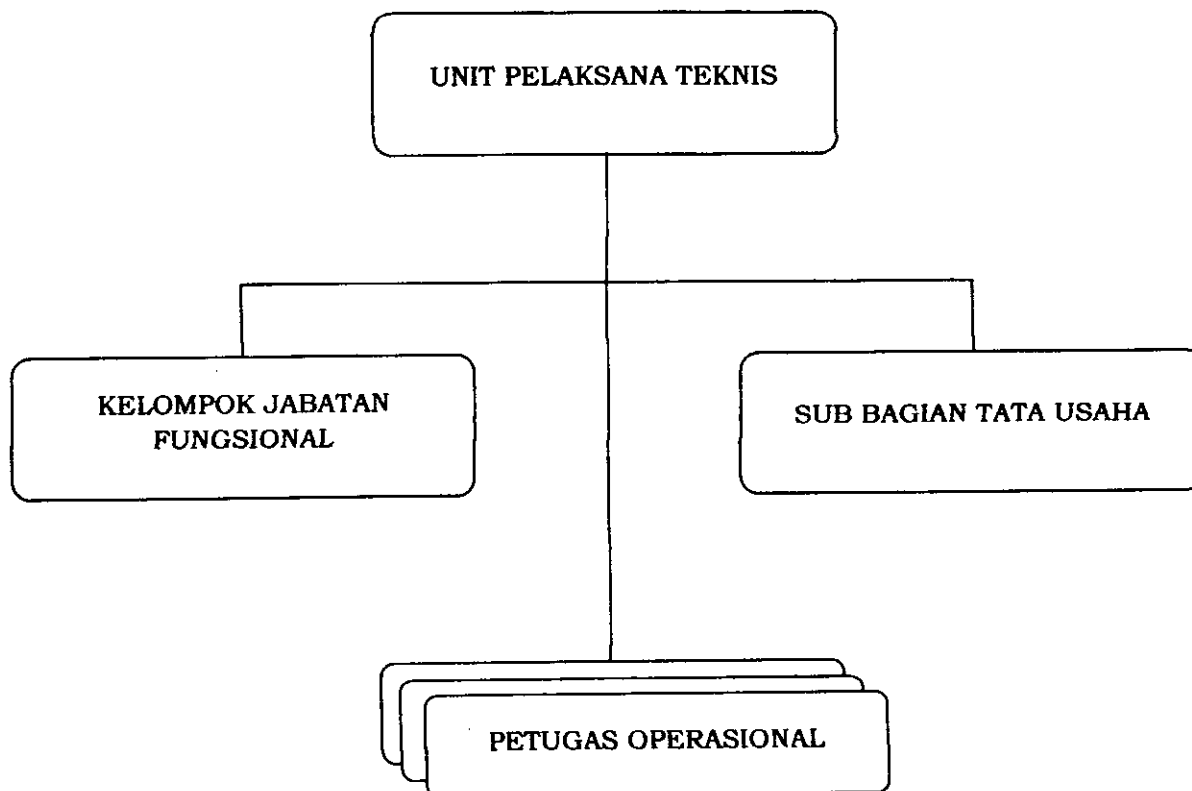 UNIT PELAKSANA TEKNIS
KELOMPOK JABATAN
FUNGSIONAL
SUB BAGIAN TATA USAHA
PETUGAS OPERASIONAL